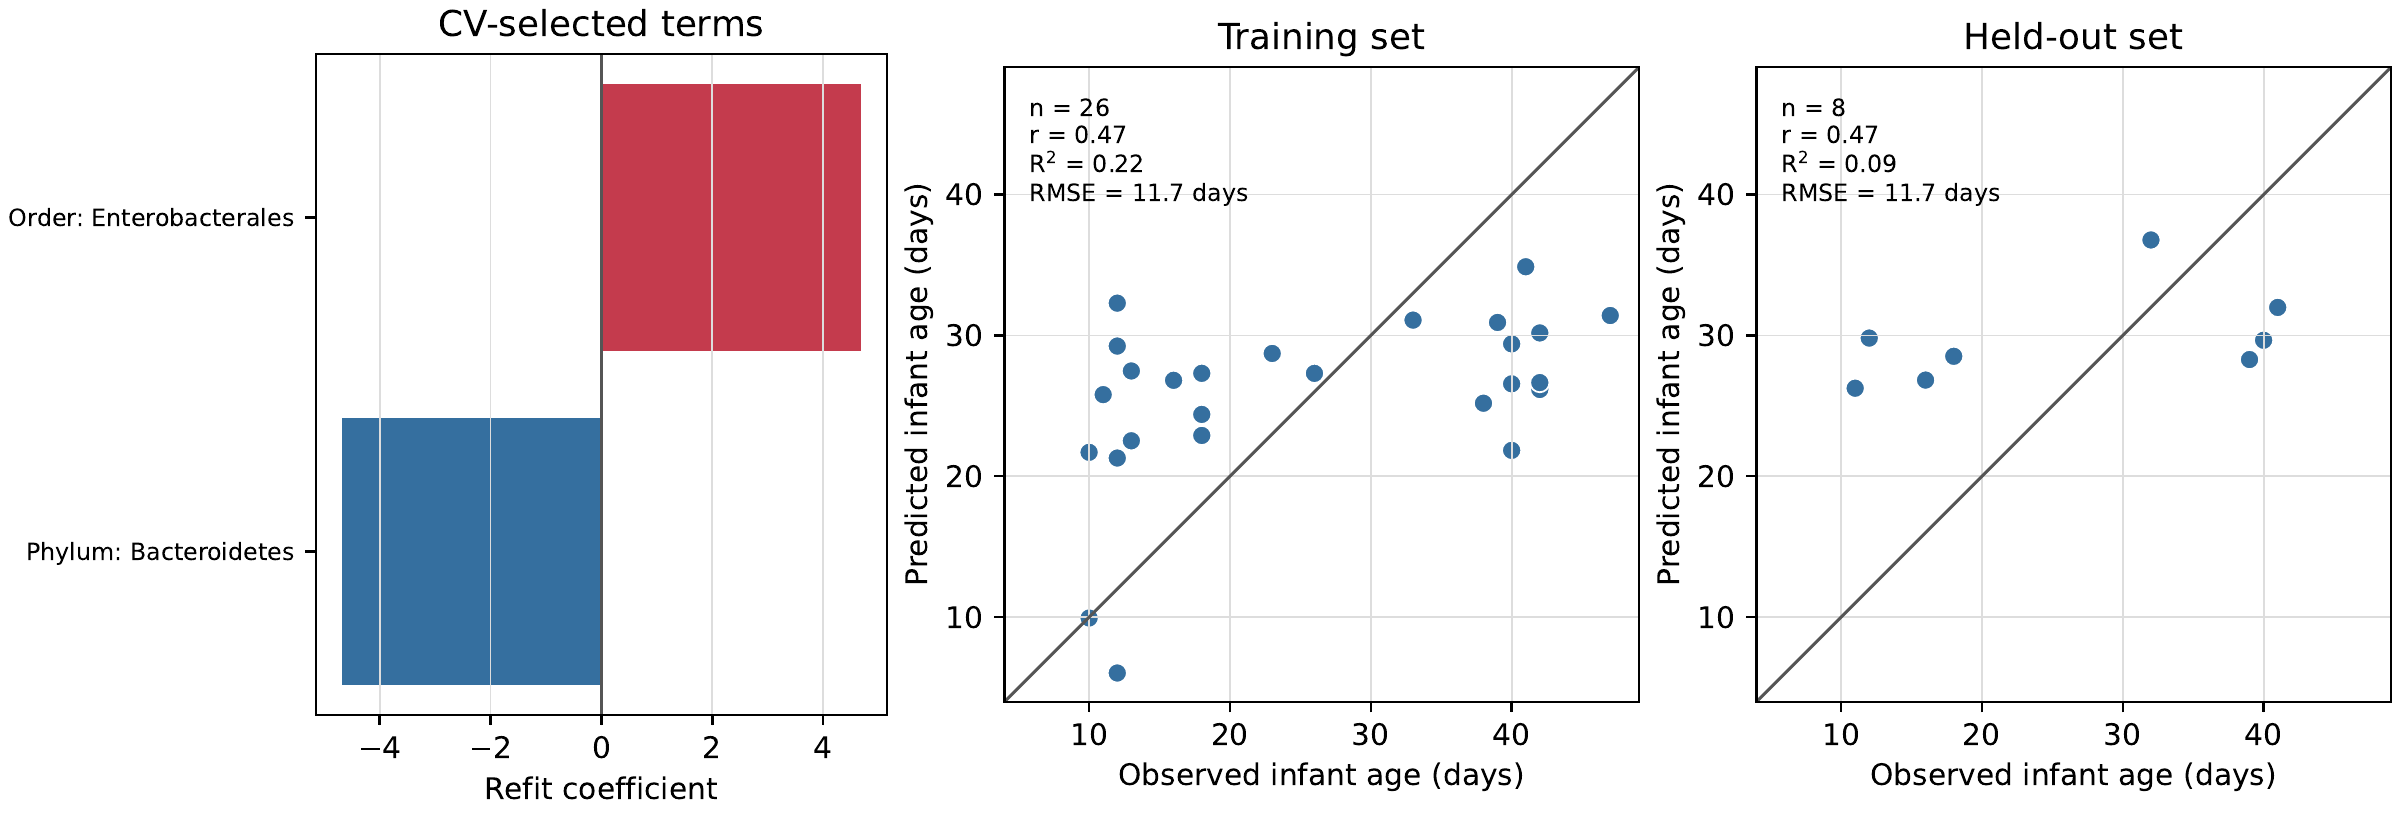 CV-selected terms
Order: Enterobacterales
Phylum: Bacteroidetes
−4 −2 0 2 4
Refit coefficient
Training set
n = 26
r = 0.47
R² = 0.22
RMSE = 11.7 days
Predicted infant age (days)
40
30
20
10
10 20 30 40
Observed infant age (days)
Held-out set
n = 8
r = 0.47
R² = 0.09
RMSE = 11.7 days
Predicted infant age (days)
40
30
20
10
10 20 30 40
Observed infant age (days)